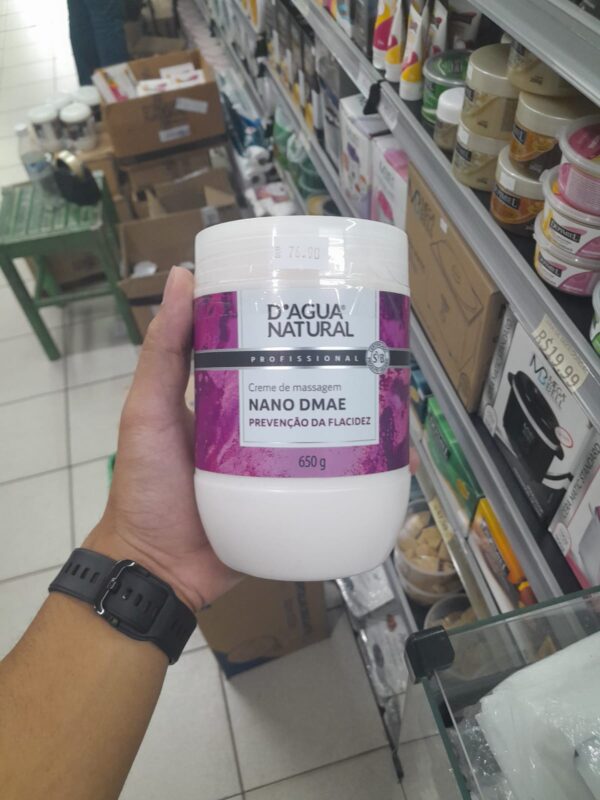 R$ 76.00
D'AGUA
NATURAL
PROFISSIONAL
Creme de massagem
NANO DMAE
PREVENÇÃO DA FLACIDEZ
650 g
R$19,99